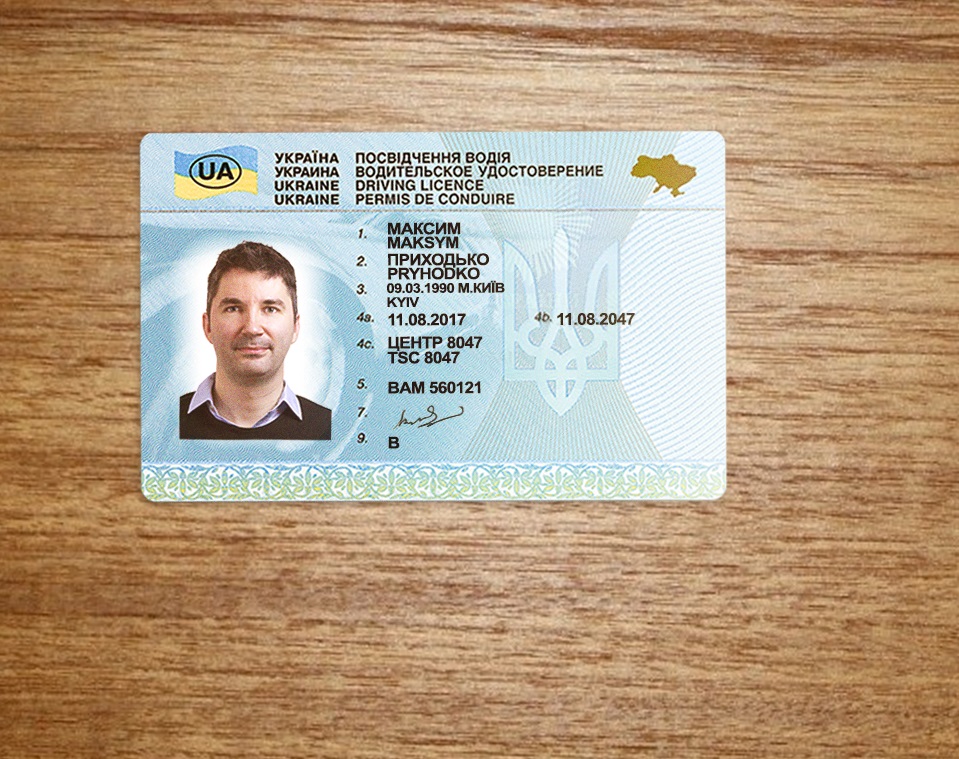 UA
УКРАЇНА ПОСВІДЧЕННЯ ВОДІЯ
УКРАИНА ВОДИТЕЛЬСКОЕ УДОСТОВЕРЕНИЕ
UKRAINE DRIVING LICENCE
UKRAINE PERMIS DE CONDUIRE
1. МАКСИМ
MAKSYM
2. ПРИХОДЬКО
PRYHODKO
3. 09.03.1990 М.КИЇВ
KYIV
4a. 11.08.2017 4b. 11.08.2047
4c. ЦЕНТР 8047
TSC 8047
5. ВАМ 560121
7.
9. B